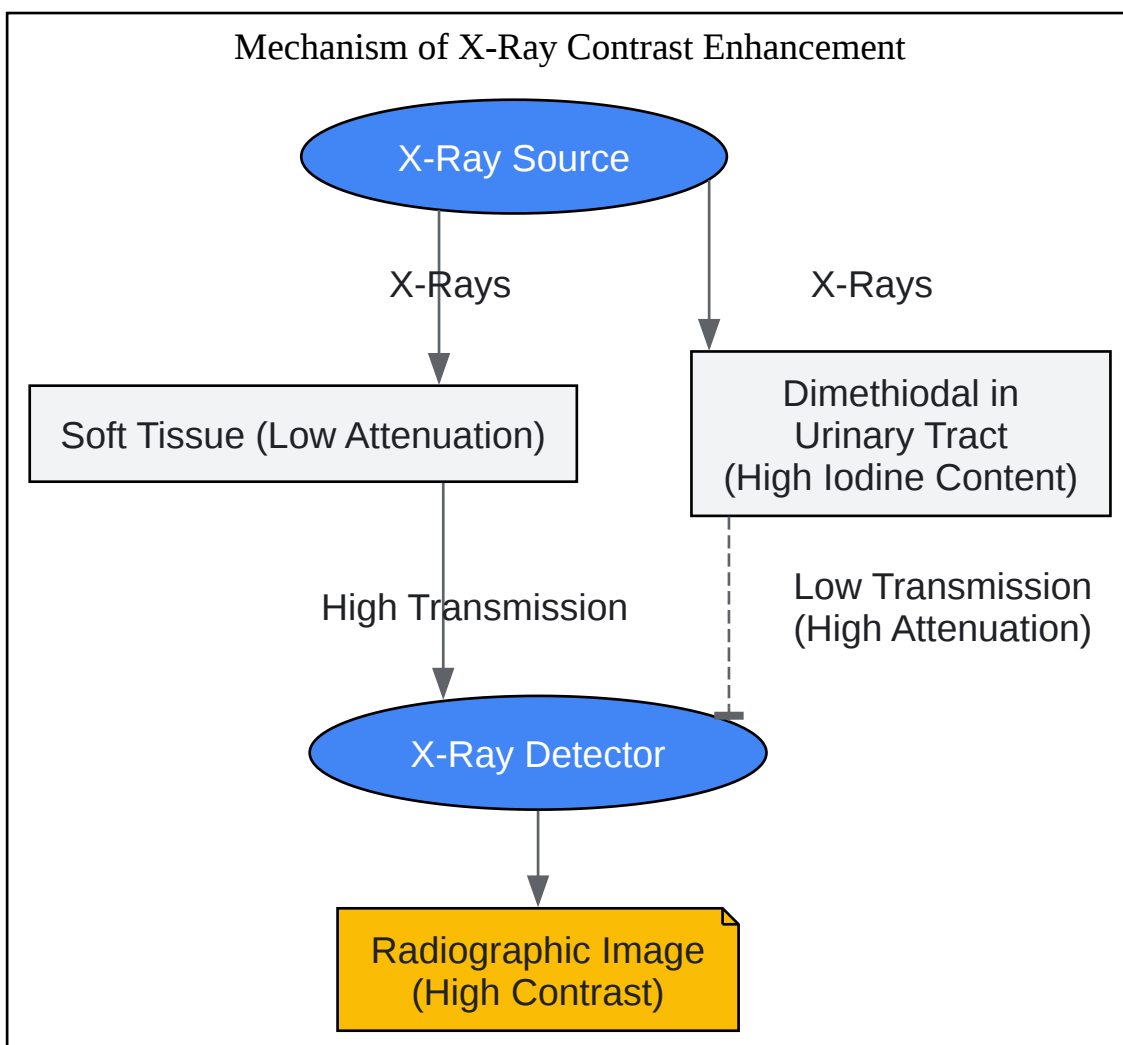 Mechanism of X-Ray Contrast Enhancement
X-Ray Source
X-Rays
X-Rays
Soft Tissue (Low Attenuation)
Dimethiodal in
Urinary Tract
(High Iodine Content)
High Transmission
Low Transmission
(High Attenuation)
X-Ray Detector
Radiographic Image
(High Contrast)